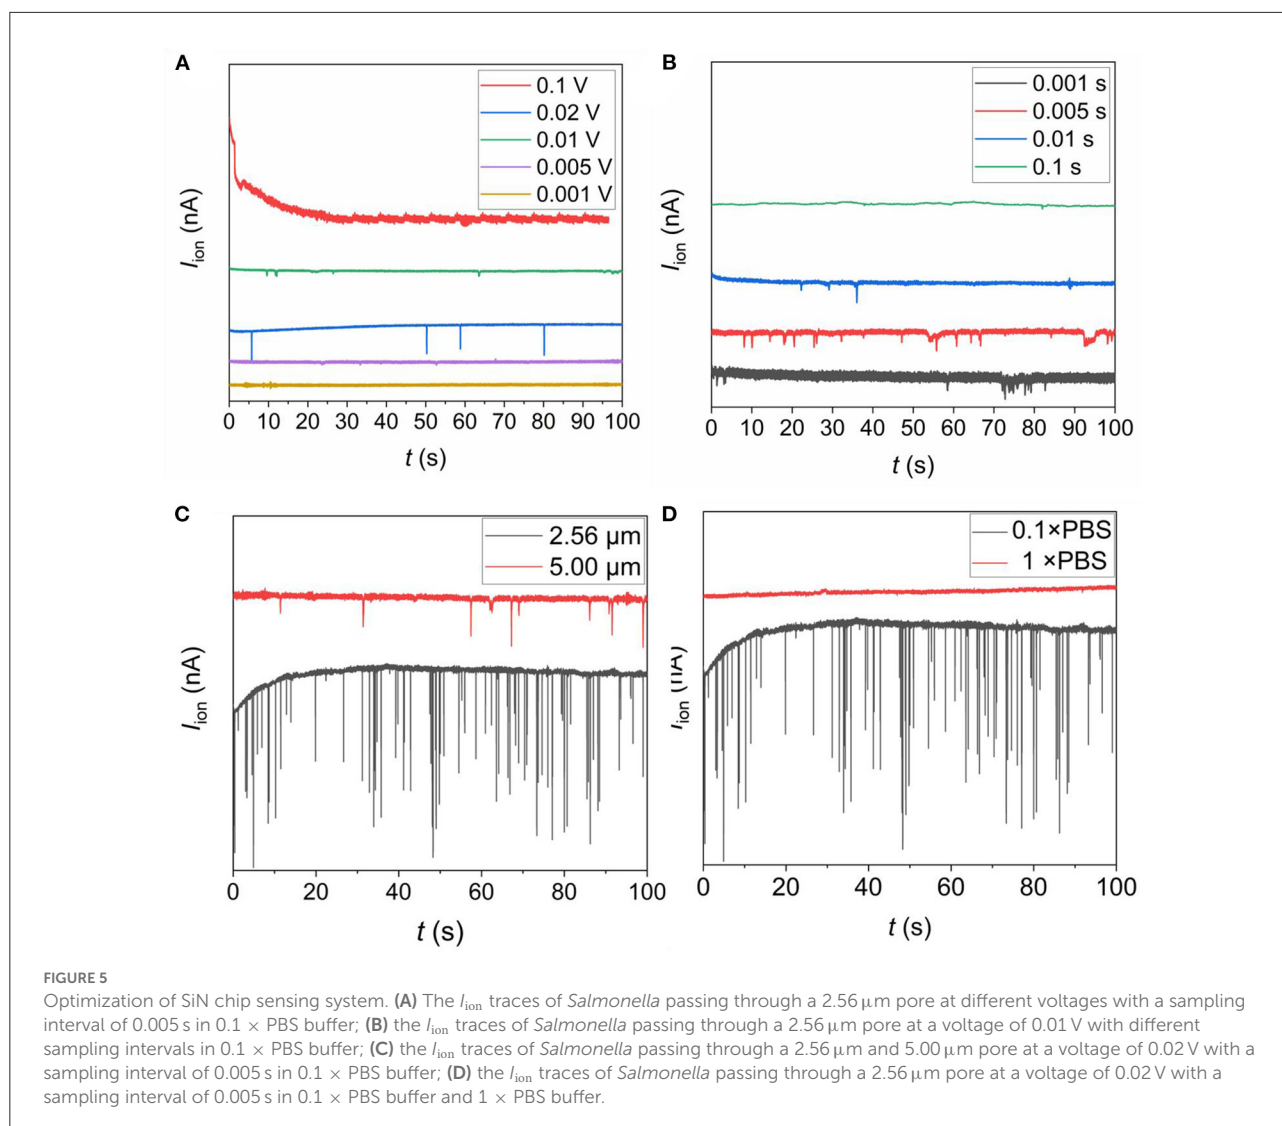 A
0.1 V
0.02 V
0.01 V
0.005 V
0.001 V
I_ion (nA)
0 10 20 30 40 50 60 70 80 90 100
t (s)
B
0.001 s
0.005 s
0.01 s
0.1 s
I_ion (nA)
0 10 20 30 40 50 60 70 80 90 100
t (s)
C
2.56 μm
5.00 μm
I_ion (nA)
0 20 40 60 80 100
t (s)
D
0.1×PBS
1 ×PBS
I_ion (nA)
0 20 40 60 80 100
t (s)
FIGURE 5
Optimization of SiN chip sensing system. (A) The I_ion traces of Salmonella passing through a 2.56 μm pore at different voltages with a sampling
interval of 0.005 s in 0.1 × PBS buffer; (B) the I_ion traces of Salmonella passing through a 2.56 μm pore at a voltage of 0.01 V with different
sampling intervals in 0.1 × PBS buffer; (C) the I_ion traces of Salmonella passing through a 2.56 μm and 5.00 μm pore at a voltage of 0.02 V with a
sampling interval of 0.005 s in 0.1 × PBS buffer; (D) the I_ion traces of Salmonella passing through a 2.56 μm pore at a voltage of 0.02 V with a
sampling interval of 0.005 s in 0.1 × PBS buffer and 1 × PBS buffer.